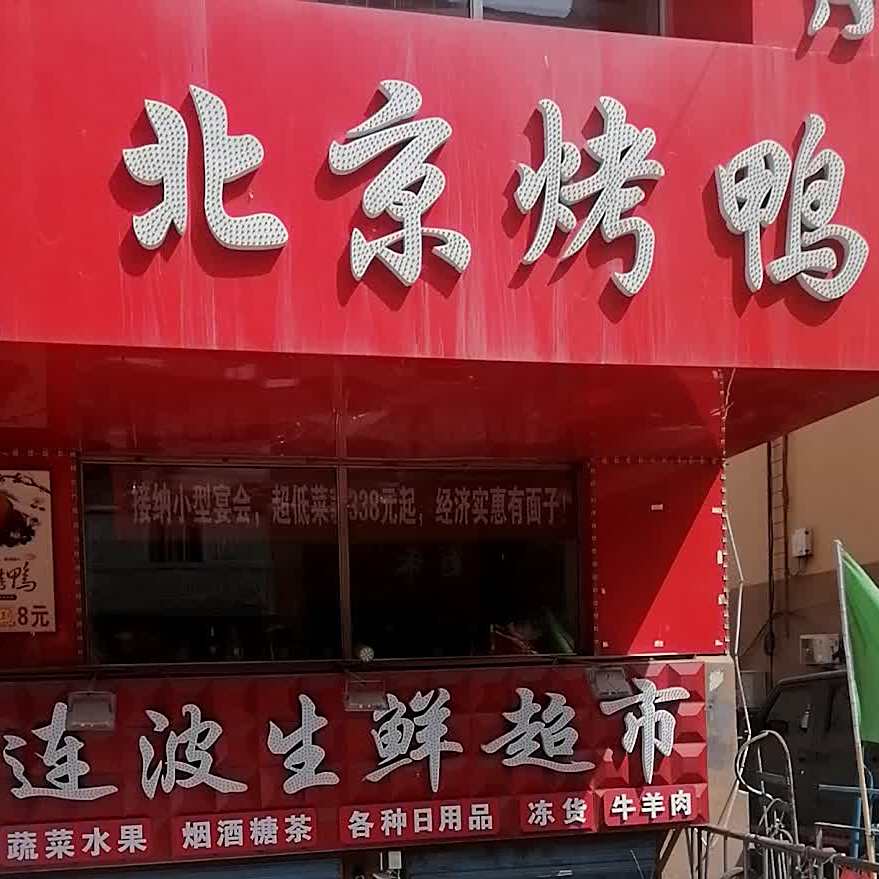 北京烤鸭
接纳小型宴会，超低菜 338元起，经济实惠有面子！
烤鸭
8元
连波生鲜超市
蔬菜水果 烟酒糖茶 各种日用品 冻货 牛羊肉